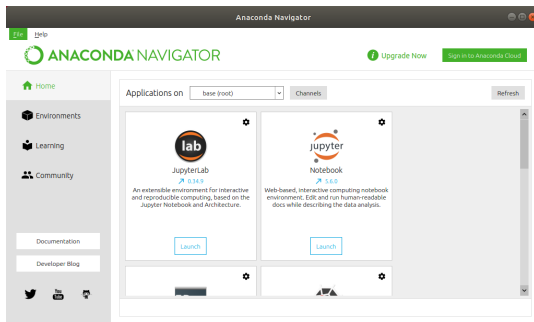 Anaconda Navigator
File Help
ANACONDA NAVIGATOR
Upgrade Now
Sign in to Anaconda Cloud
Home
Environments
Learning
Community
Documentation
Developer Blog
You
Tube
Applications on base (root) Channels Refresh
lab
JupyterLab
0.34.9
An extensible environment for interactive
and reproducible computing, based on the
Jupyter Notebook and Architecture.
Launch
jupyter
Notebook
5.6.0
Web-based, interactive computing notebook
environment. Edit and run human-readable
docs while describing the data analysis.
Launch